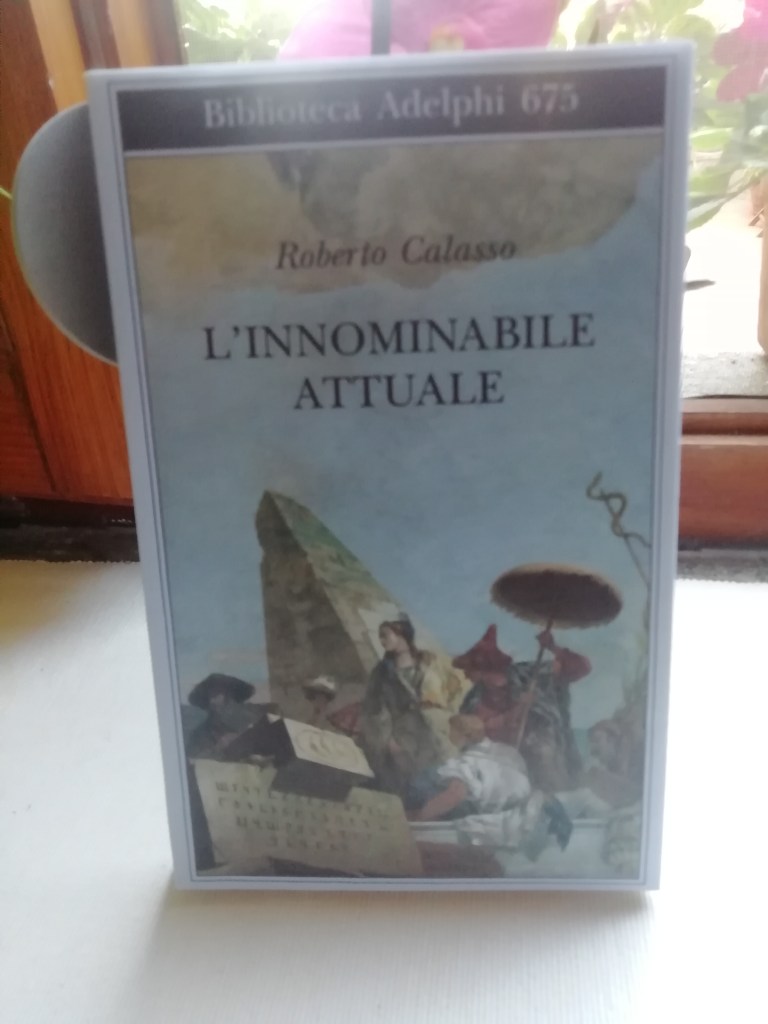 Biblioteca Adelphi 675
Roberto Calasso
L'INNOMINABILE
ATTUALE